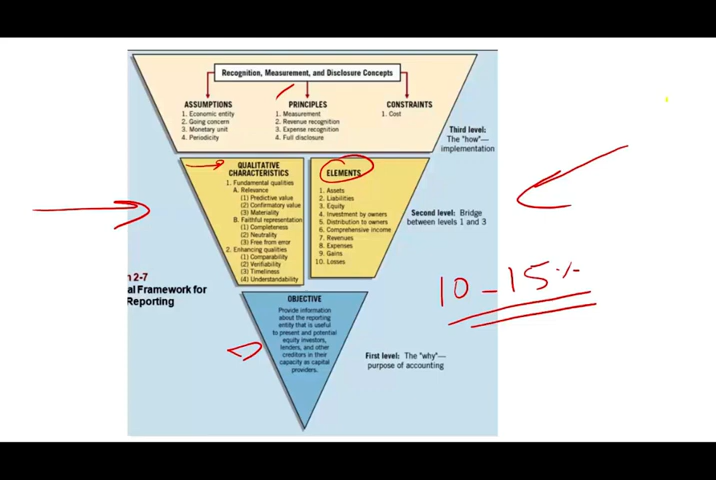 Recognition, Measurement, and Disclosure Concepts
ASSUMPTIONS
1. Economic entity
2. Going concern
3. Monetary unit
4. Periodicity
PRINCIPLES
1. Measurement
2. Revenue recognition
3. Expense recognition
4. Full disclosure
CONSTRAINTS
1. Cost
Third level:
The "how"—
implementation
QUALITATIVE
CHARACTERISTICS
1. Fundamental qualities
A. Relevance
(1) Predictive value
(2) Confirmatory value
(3) Materiality
B. Faithful representation
(1) Completeness
(2) Neutrality
(3) Free from error
2. Enhancing qualities
(1) Comparability
(2) Verifiability
(3) Timeliness
(4) Understandability
ELEMENTS
1. Assets
2. Liabilities
3. Equity
4. Investment by owners
5. Distribution to owners
6. Comprehensive income
7. Revenues
8. Expenses
9. Gains
10. Losses
Second level: Bridge
between levels 1 and 3
10 - 15%
n 2-7
al Framework for
Reporting
OBJECTIVE
Provide information
about the reporting
entity that is useful
to present and potential
equity investors,
lenders, and other
creditors in their
capacity as capital
providers.
First level: The "why"—
purpose of accounting